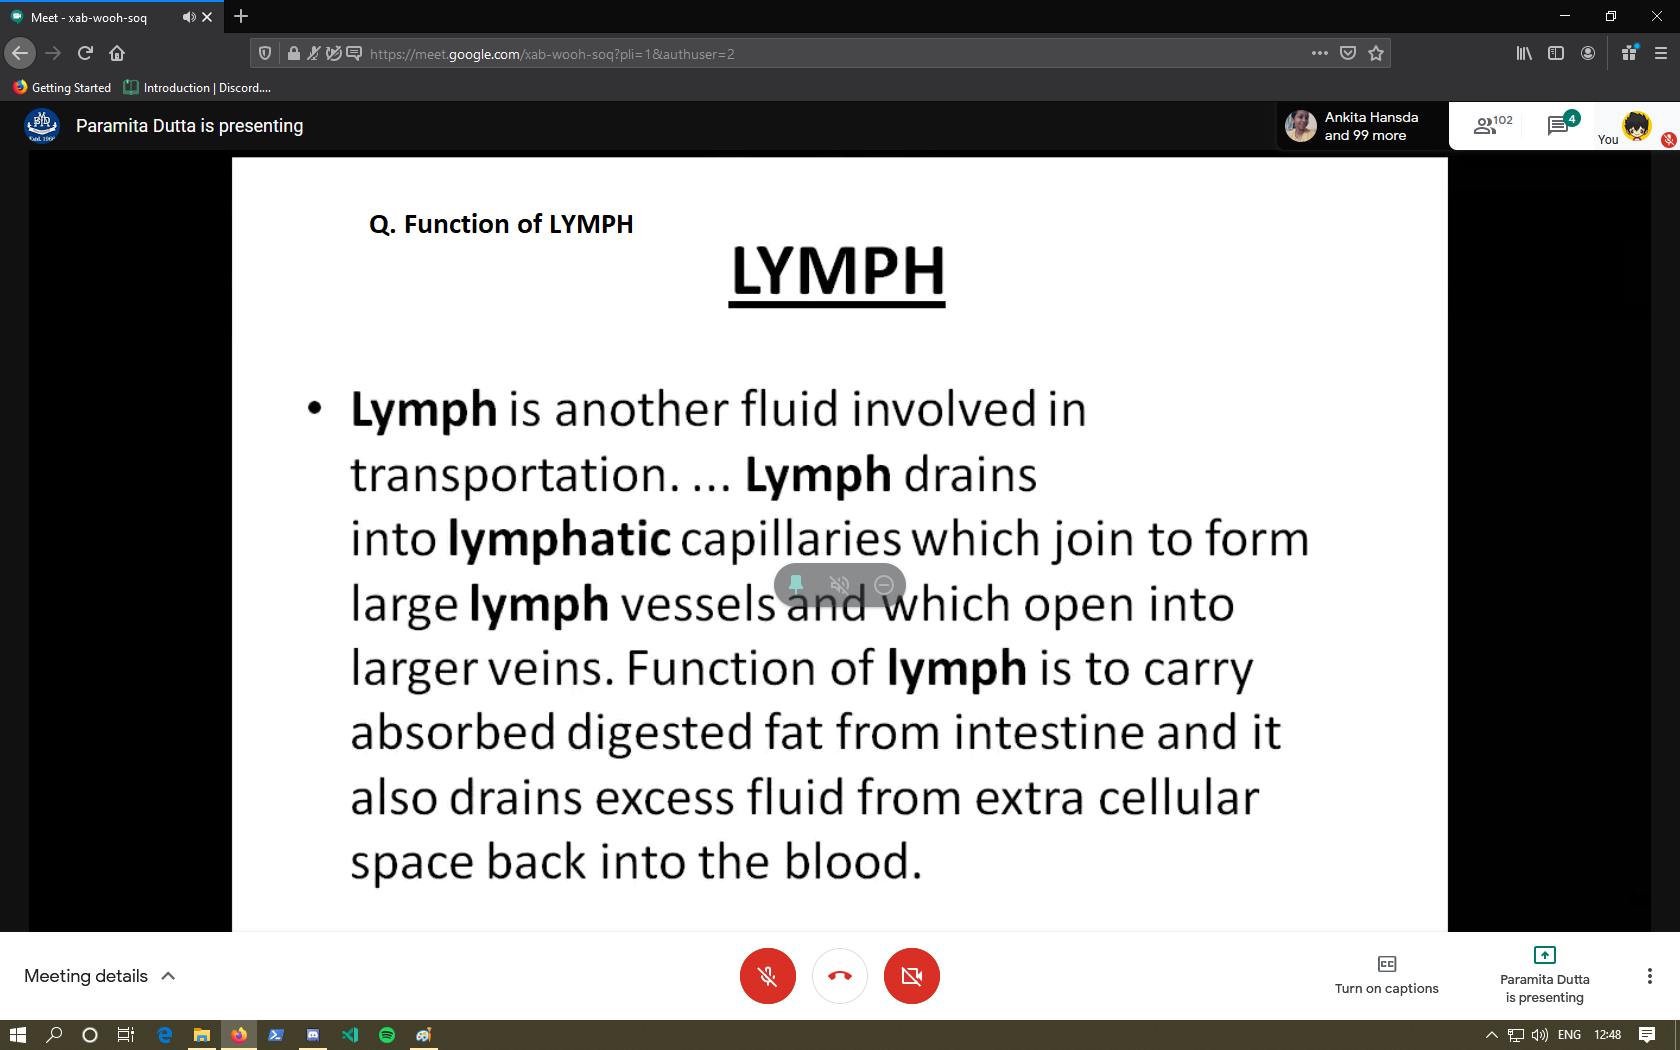 Meet - xab-wooh-soq
https://meet.google.com/xab-wooh-soq?pli=1&authuser=2
Getting Started
Introduction | Discord....
Paramita Dutta is presenting
Ankita Hansda
and 99 more
102
4
You
Q. Function of LYMPH
LYMPH
• Lymph is another fluid involved in
transportation. ... Lymph drains
into lymphatic capillaries which join to form
large lymph vessels and which open into
larger veins. Function of lymph is to carry
absorbed digested fat from intestine and it
also drains excess fluid from extra cellular
space back into the blood.
Meeting details
CC
Turn on captions
Paramita Dutta
is presenting
ENG
12:48